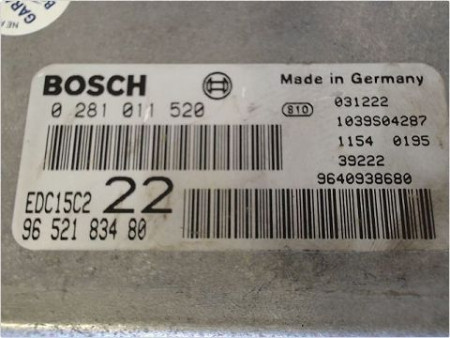 BOSCH
Made in Germany
0 281 011 520
810
031222
1039S04287
1154 0195
39222
9640938680
EDC15C2 22
96 521 834 80